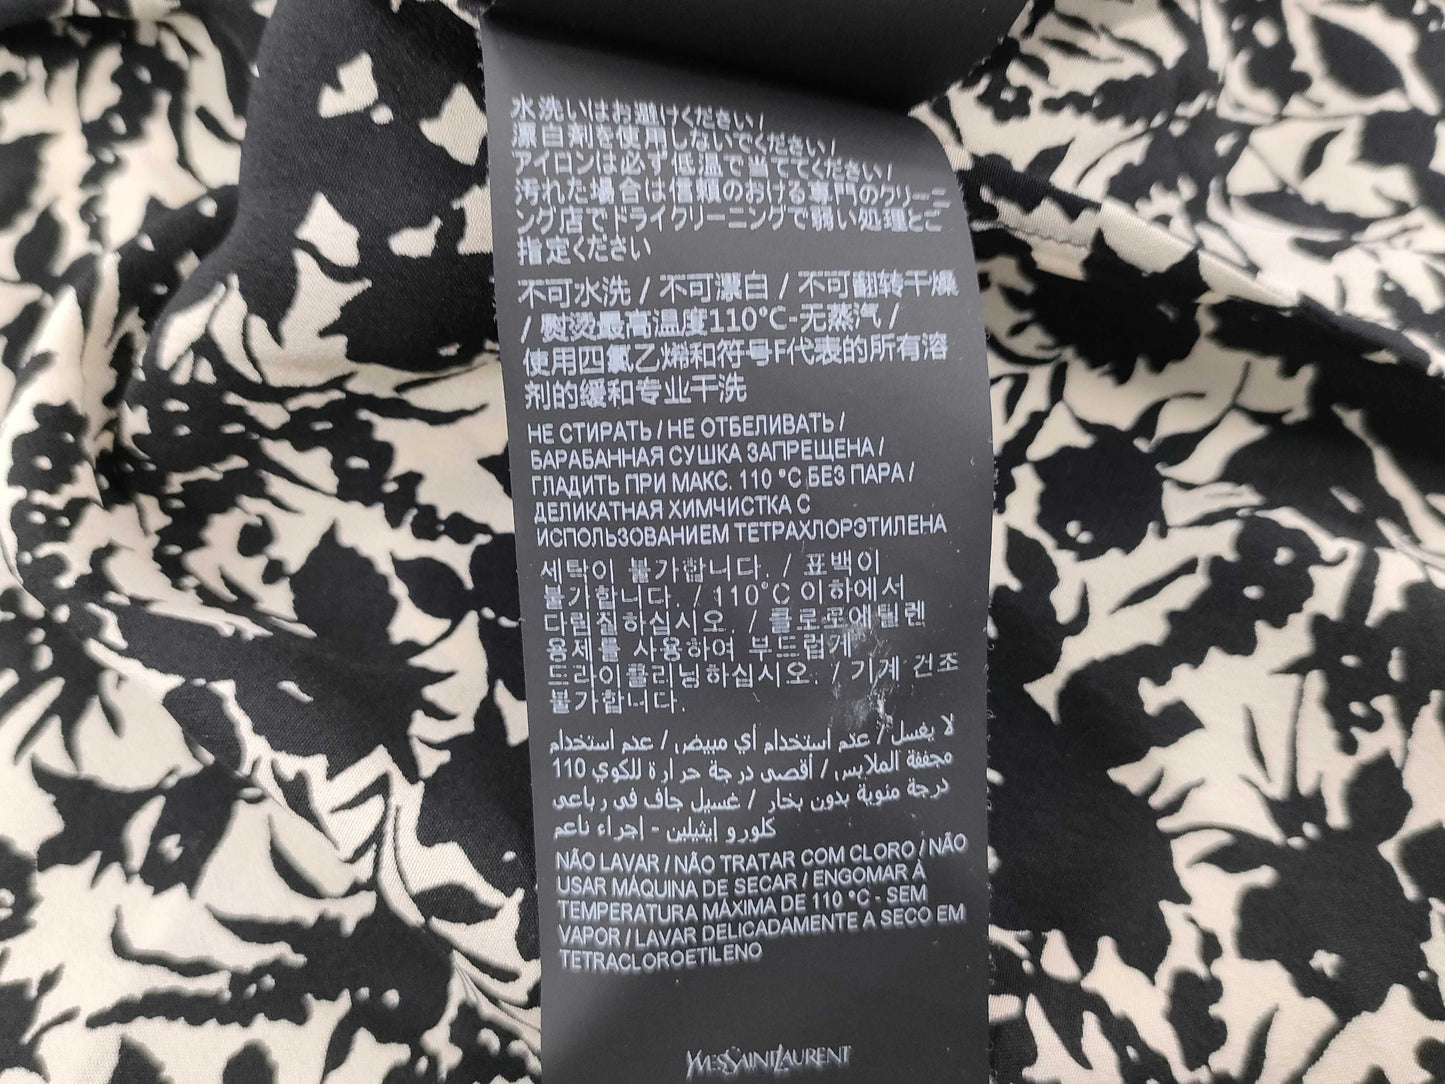 水洗いはお避けください/
漂白剤を使用しないでください/
アイロンは必ず低温で当ててください/
汚れた場合は信頼のおける専門のクリーニ
ング店でドライクリーニングで弱い処理とご
指定ください
不可水洗 / 不可漂白 / 不可翻转干燥
/ 熨烫最高温度110°C-无蒸汽 /
使用四氯乙烯和符号F代表的所有溶
剂的缓和专业干洗
НЕ СТИРАТЬ / НЕ ОТБЕЛИВАТЬ /
БАРАБАННАЯ СУШКА ЗАПРЕЩЕНА /
ГЛАДИТЬ ПРИ МАКС. 110 °C БЕЗ ПАРА /
ДЕЛИКАТНАЯ ХИМЧИСТКА С
ИСПОЛЬЗОВАНИЕМ ТЕТРАХЛОРЭТИЛЕНА
세탁이 불가합니다. / 표백이
불가합니다. / 110°C 이하에서
다림질하십시오. / 클로로에틸렌
용제를 사용하여 부드럽게
드라이클리닝하십시오. / 기계 건조
불가합니다.
لا يغسل / عدم استخدام أي مبيض / عدم استخدام
مجففة الملابس / أقصى درجة حرارة للكوي 110
درجة مئوية بدون بخار / غسيل جاف في رباعي
كلورو إيثيلين - اجراء ناعم
NÃO LAVAR / NÃO TRATAR COM CLORO / NÃO
USAR MÁQUINA DE SECAR / ENGOMAR À
TEMPERATURA MÁXIMA DE 110 °C - SEM
VAPOR / LAVAR DELICADAMENTE A SECO EM
TETRACLOROETILENO
YVESSAINTLAURENT